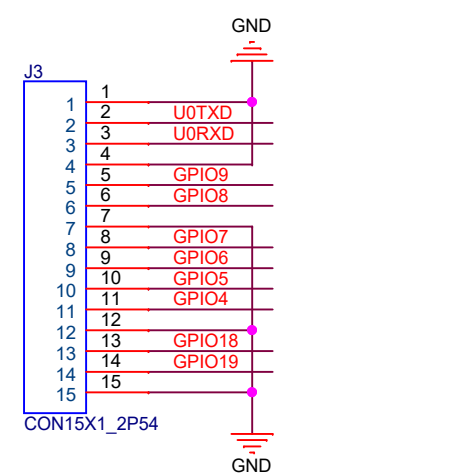 GND
J3
1 1
2 2 U0TXD
3 3 U0RXD
4 4
5 5 GPIO9
6 6 GPIO8
7 7
8 8 GPIO7
9 9 GPIO6
10 10 GPIO5
11 11 GPIO4
12 12
13 13 GPIO18
14 14 GPIO19
15 15
CON15X1_2P54
GND